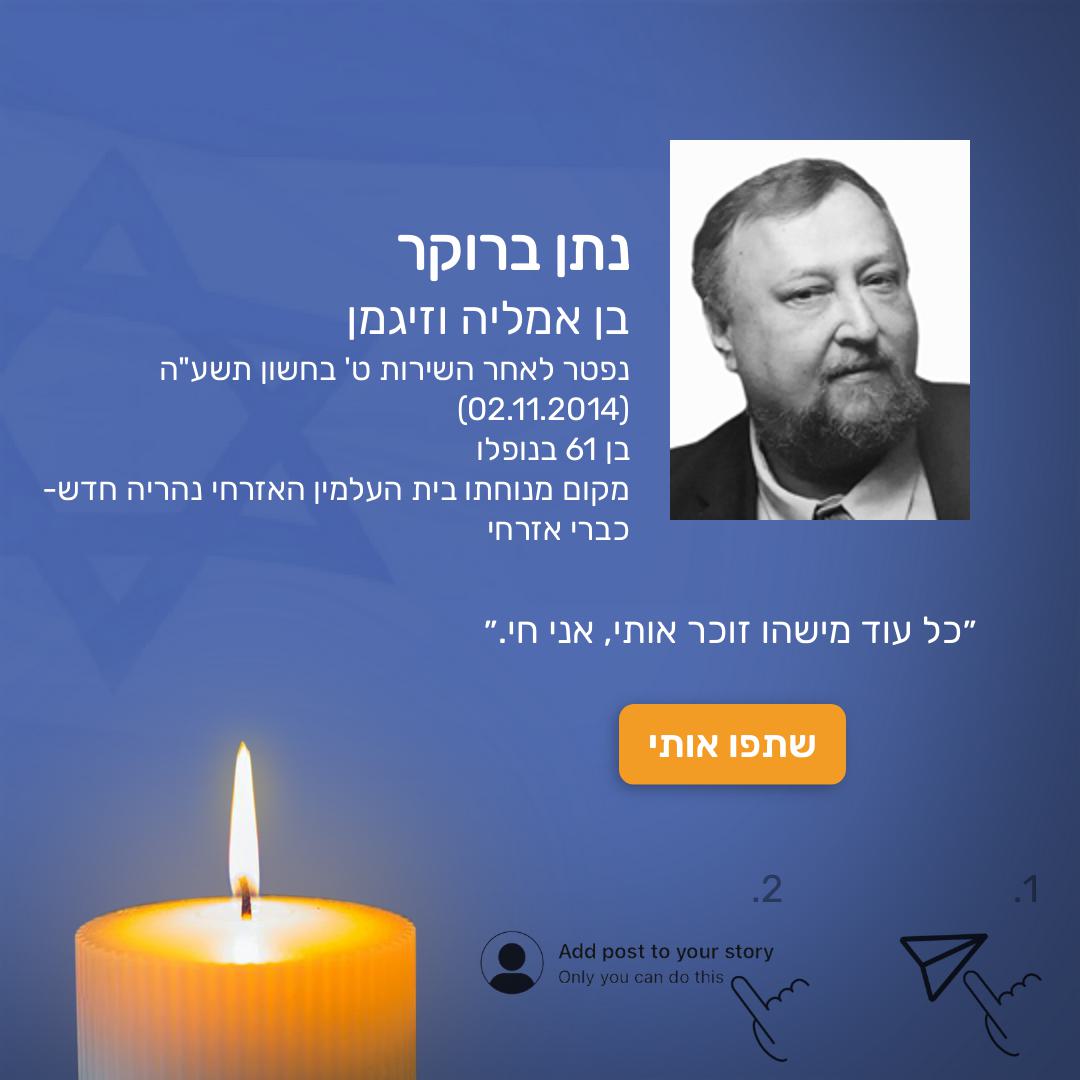 נתן ברוקר
בן אמליה וזיגמן
נפטר לאחר השירות ט' בחשון תשע"ה
(02.11.2014)
בן 61 בנופלו
מקום מנוחתו בית העלמין האזרחי נהריה חדש-
כברי אזרחי
״כל עוד מישהו זוכר אותי, אני חי.״
שתפו אותי
.1
.2
Add post to your story
Only you can do this